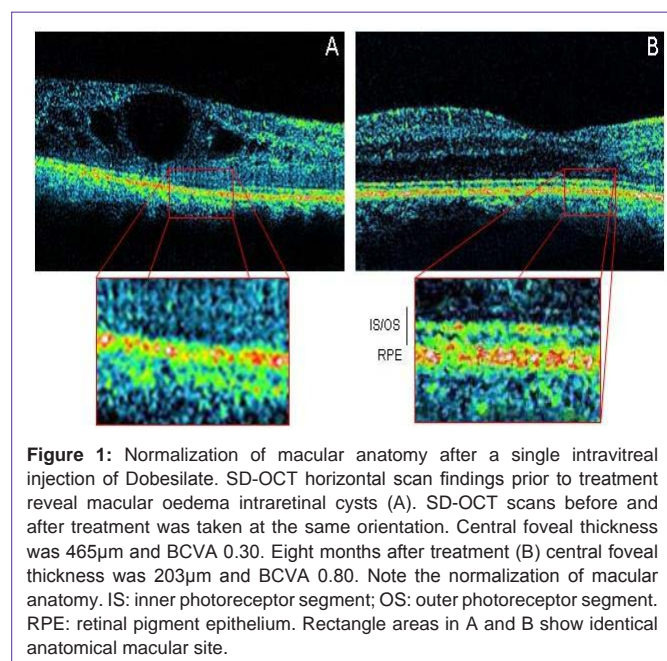 A
B
IS/OS
RPE
Figure 1: Normalization of macular anatomy after a single intravitreal
injection of Dobesilate. SD-OCT horizontal scan findings prior to treatment
reveal macular oedema intraretinal cysts (A). SD-OCT scans before and
after treatment was taken at the same orientation. Central foveal thickness
was 465µm and BCVA 0.30. Eight months after treatment (B) central foveal
thickness was 203µm and BCVA 0.80. Note the normalization of macular
anatomy. IS: inner photoreceptor segment; OS: outer photoreceptor segment.
RPE: retinal pigment epithelium. Rectangle areas in A and B show identical
anatomical macular site.